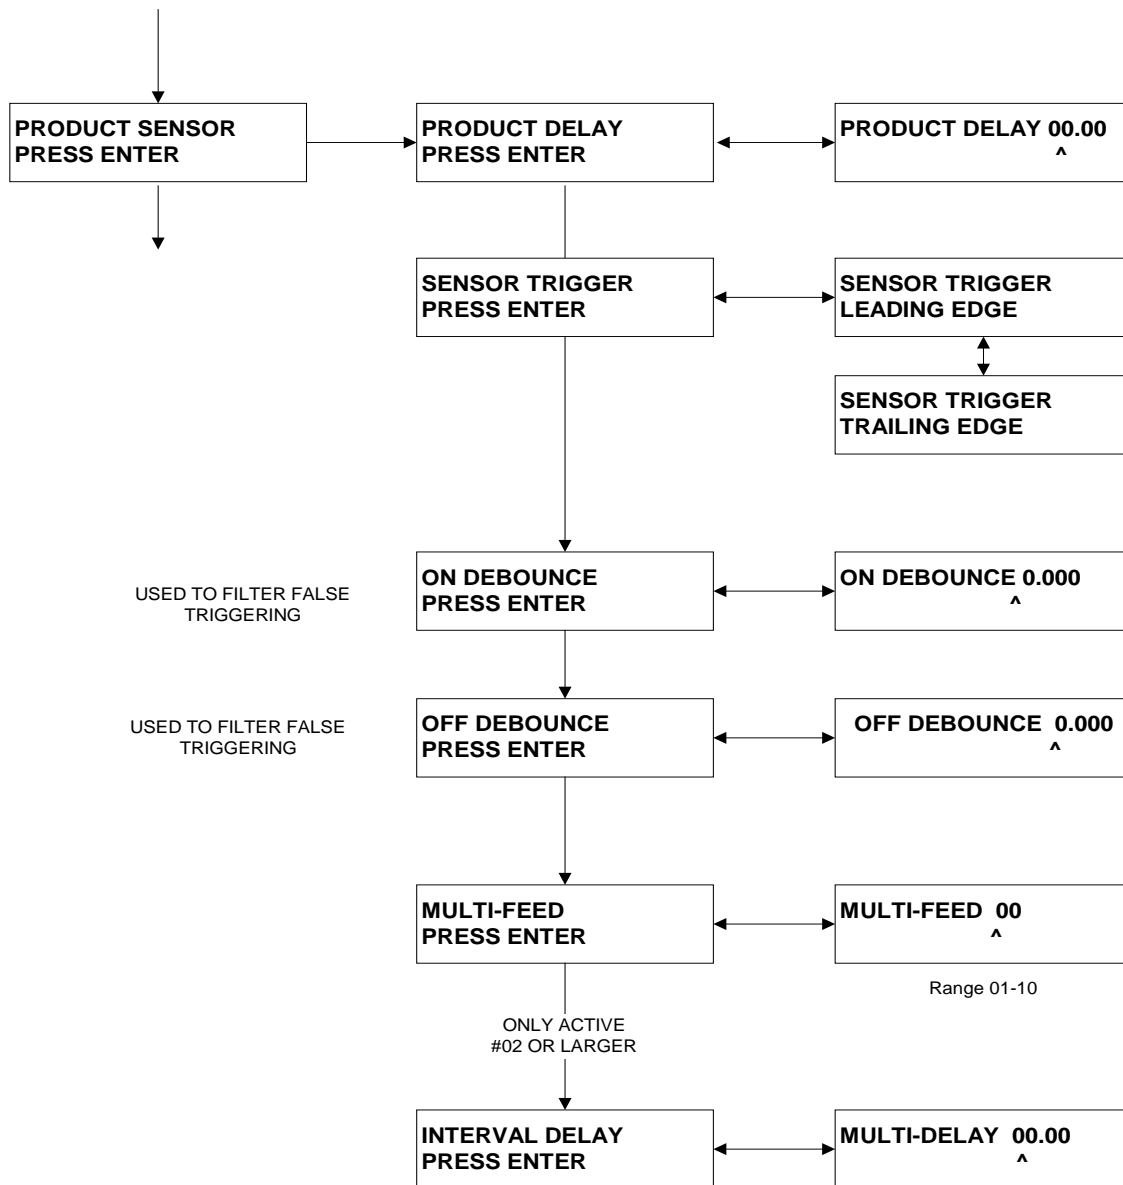 PRODUCT SENSOR
PRESS ENTER
PRODUCT DELAY
PRESS ENTER
PRODUCT DELAY 00.00
^
SENSOR TRIGGER
PRESS ENTER
SENSOR TRIGGER
LEADING EDGE
SENSOR TRIGGER
TRAILING EDGE
USED TO FILTER FALSE
TRIGGERING
ON DEBOUNCE
PRESS ENTER
ON DEBOUNCE 0.000
^
USED TO FILTER FALSE
TRIGGERING
OFF DEBOUNCE
PRESS ENTER
OFF DEBOUNCE 0.000
^
MULTI-FEED
PRESS ENTER
MULTI-FEED 00
^
Range 01-10
ONLY ACTIVE
#02 OR LARGER
INTERVAL DELAY
PRESS ENTER
MULTI-DELAY 00.00
^